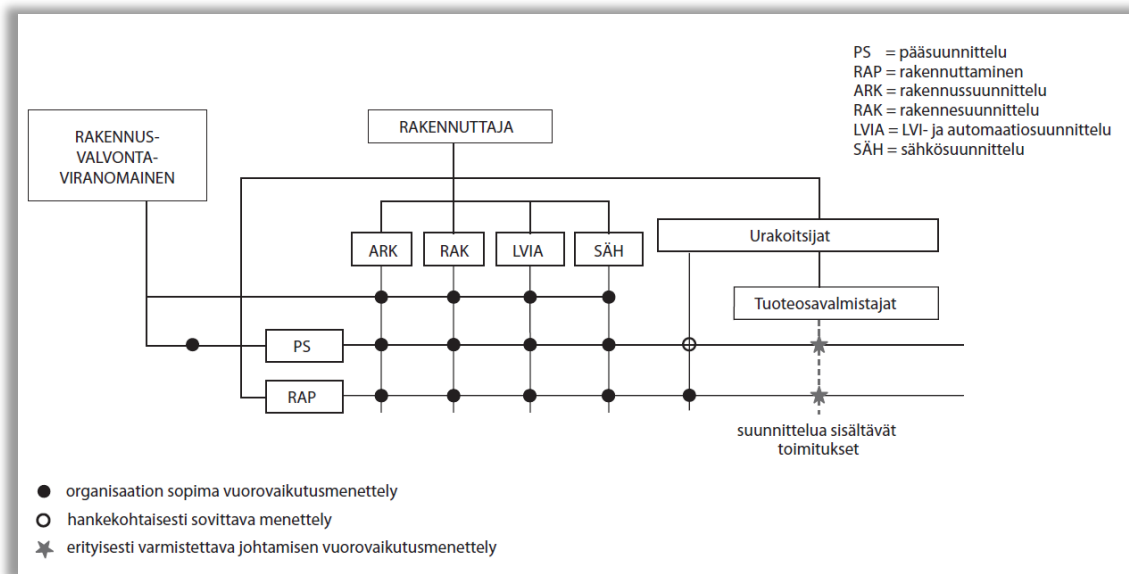 PS = pääsuunnittelu
RAP = rakennuttaminen
ARK = rakennussuunnittelu
RAK = rakennesuunnittelu
LVIA = LVI- ja automaatiosuunnittelu
SÄH = sähkösuunnittelu
RAKENNUS-
VALVONTA-
VIRANOMAINEN
RAKENNUTTAJA
ARK
RAK
LVIA
SÄH
Urakoitsijat
Tuoteosavalmistajat
PS
RAP
suunnittelua sisältävät
toimitukset
organisaation sopima vuorovaikutusmenettely
hankekohtaisesti sovittava menettely
erityisesti varmistettava johtamisen vuorovaikutusmenettely